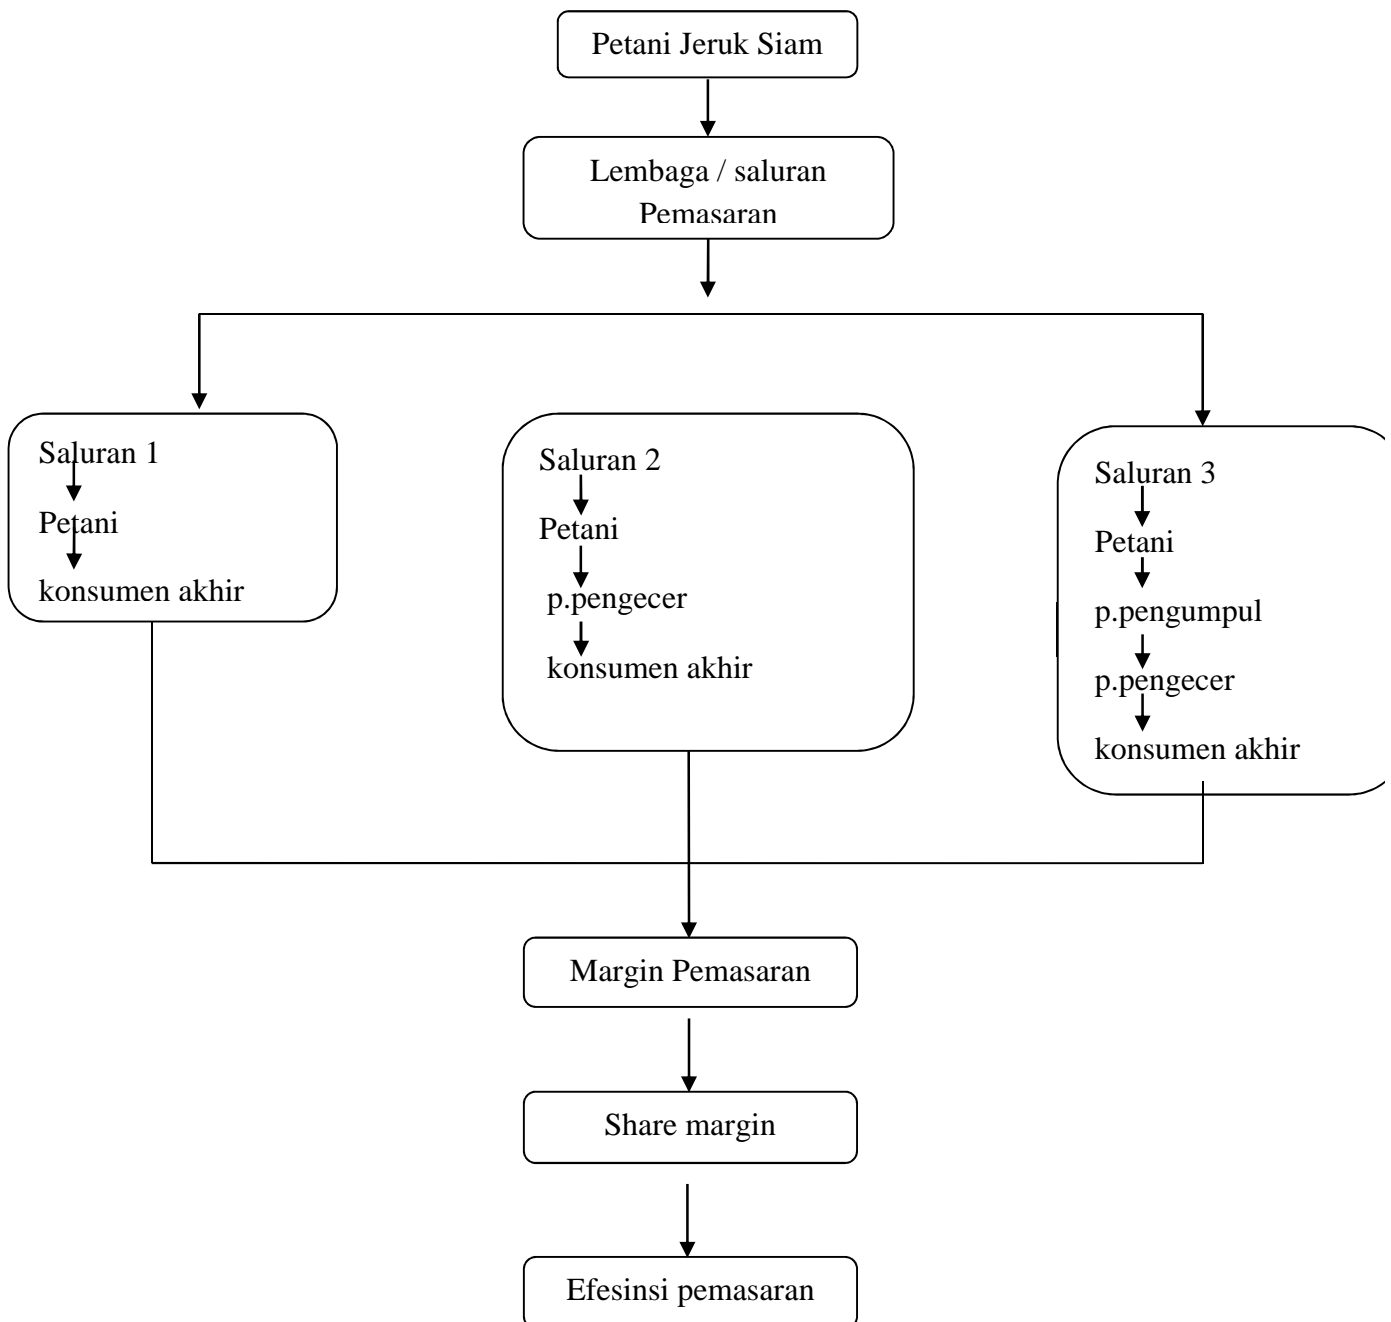 Petani Jeruk Siam
Lembaga / saluran
Pemasaran
Saluran 1
Petani
konsumen akhir
Saluran 2
Petani
p.pengecer
konsumen akhir
Saluran 3
Petani
p.pengumpul
p.pengecer
konsumen akhir
Margin Pemasaran
Share margin
Efesinsi pemasaran